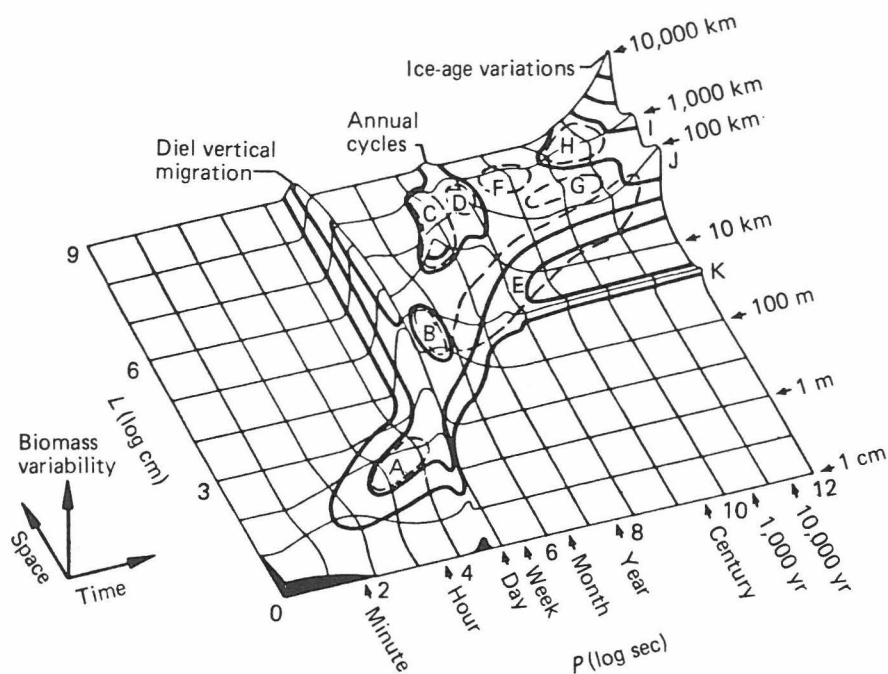 10,000 km
Ice-age variations
1,000 km
I
100 km
J
Annual
cycles
H
Diel vertical
migration
F
G
C
D
10 km
K
9
E
100 m
B
6
L (log cm)
1 m
Biomass
variability
A
3
1 cm
12
Space
Time
0
2
4
6
8
10
Minute
Hour
Day
Week
Month
Year
Century
1,000 yr
10,000 yr
P (log sec)